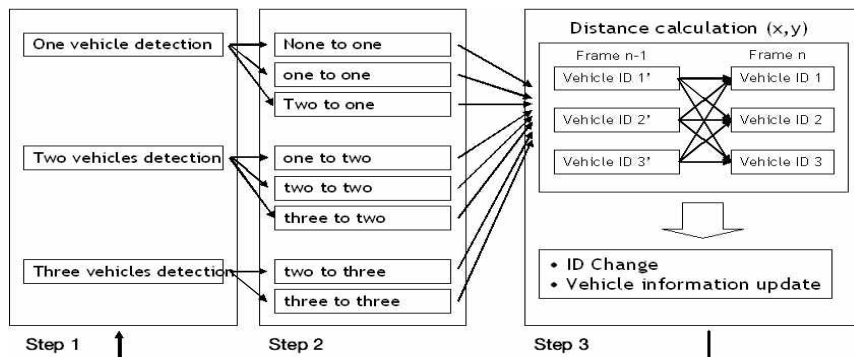 One vehicle detection
Two vehicles detection
Three vehicles detection
Step 1
None to one
one to one
Two to one
one to two
two to two
three to two
two to three
three to three
Step 2
Distance calculation (x,y)
Frame n-1
Frame n
Vehicle ID 1'
Vehicle ID 1
Vehicle ID 2'
Vehicle ID 2
Vehicle ID 3'
Vehicle ID 3
• ID Change
• Vehicle information update
Step 3